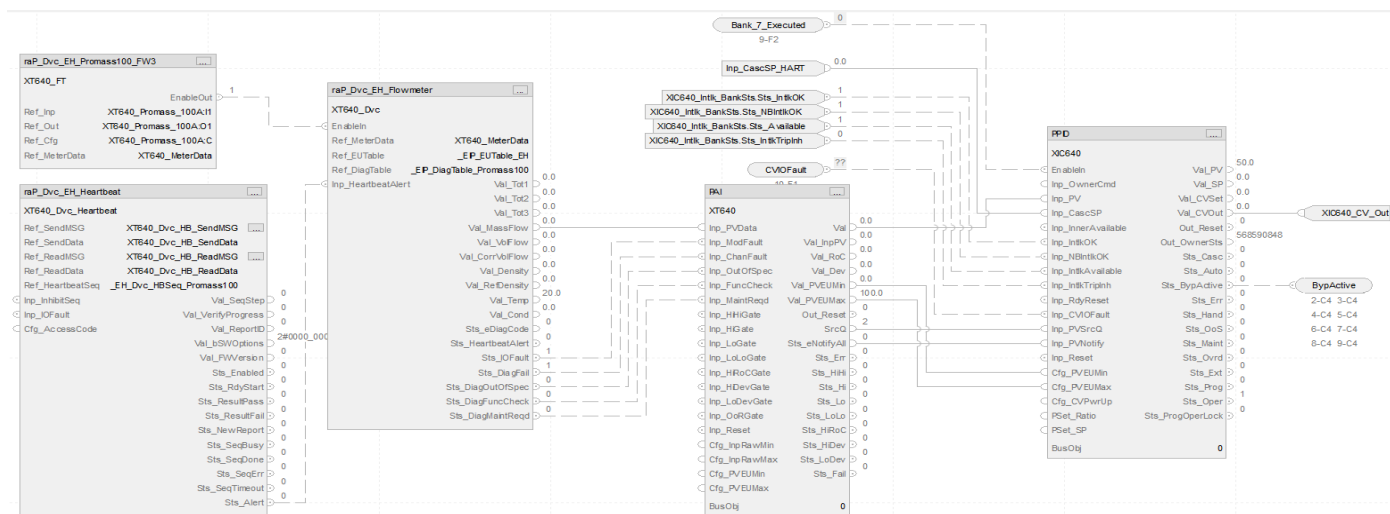 Bank_7_Executed
0
9-F2
Inp_CascSP_HART
0.0
XIC640_Intlk_BankSts.Sts_IntlkOK
1
XIC640_Intlk_BankSts.Sts_NBIntlkOK
1
XIC640_Intlk_BankSts.Sts_Available
1
XIC640_Intlk_BankSts.Sts_IntlkTripInh
0
CVIOFault
??
raP_Dvc_EH_Promass100_FW3
...
XT640_FT
EnableOut
1
Ref_Inp XT640_Promass_100A:I1
Ref_Out XT640_Promass_100A:O1
Ref_Cfg XT640_Promass_100A:C
Ref_MeterData XT640_MeterData
raP_Dvc_EH_Heartbeat
...
XT640_Dvc_Heartbeat
Ref_SendMSG XT640_Dvc_HB_SendMSG ...
Ref_SendData XT640_Dvc_HB_SendData
Ref_ReadMSG XT640_Dvc_HB_ReadMSG ...
Ref_ReadData XT640_Dvc_HB_ReadData
Ref_HeartbeatSeq _EH_Dvc_HBSeq_Promass100
Inp_InhibitSeq Val_SeqStep 0
Inp_IOFault Val_VerifyProgress 0
Cfg_AccessCode Val_ReportID 0
Val_bSWOptions 2#0000_000
Val_FWVersion 0
Sts_Enabled 0
Sts_RdyStart 0
Sts_ResultPass 0
Sts_ResultFail 0
Sts_NewReport 0
Sts_SeqBusy 0
Sts_SeqDone 0
Sts_SeqErr 0
Sts_SeqTimeout 0
Sts_Alert 0
raP_Dvc_EH_Flowmeter
...
XT640_Dvc
EnableIn
Ref_MeterData XT640_MeterData
Ref_EUTable _EIP_EUTable_EH
Ref_DiagTable _EIP_DiagTable_Promass100
Inp_HeartbeatAlert Val_Tot1 0.0
Val_Tot2 0.0
Val_Tot3 0.0
Val_MassFlow 0.0
Val_VolFlow 0.0
Val_CorrVolFlow 0.0
Val_Density 0.0
Val_RefDensity 0.0
Val_Temp 20.0
Val_Cond 0.0
Sts_eDiagCode 0
Sts_HeartbeatAlert 0
Sts_IOFault 1
Sts_DiagFail 1
Sts_DiagOutOfSpec 0
Sts_DiagFuncCheck 0
Sts_DiagMaintReqd 0
PAI
...
XT640
Inp_PVData Val 0.0
Inp_ModFault Val_InpPV 0.0
Inp_ChanFault Val_RoC 0.0
Inp_OutOfSpec Val_Dev 0.0
Inp_FuncCheck Val_PVEUMin 0.0
Inp_MaintReqd Val_PVEUMax 100.0
Inp_HiHiGate Out_Reset 0
Inp_HiGate SrcQ 2
Inp_LoGate Sts_eNotifyAll 0
Inp_LoLoGate Sts_Err 0
Inp_HiRoCGate Sts_HiHi 0
Inp_HiDevGate Sts_Hi 0
Inp_LoDevGate Sts_Lo 0
Inp_OoRGate Sts_LoLo 0
Inp_Reset Sts_HiRoC 0
Cfg_InpRawMin Sts_HiDev 0
Cfg_InpRawMax Sts_LoDev 0
Cfg_PVEUMin Sts_Fail 0
Cfg_PVEUMax
BusObj 0
PPID
...
XIC640
EnableIn Val_PV 50.0
Inp_OwnerCmd Val_SP 0.0
Inp_PV Val_CVSet 0.0
Inp_CascSP Val_CVOut 0.0
Inp_InnerAvailable Out_Reset 0
Inp_IntlkOK Out_OwnerSts 568590848
Inp_NBIntlkOK Sts_Casc 0
Inp_IntlkAvailable Sts_Auto 0
Inp_IntlkTripInh Sts_BypActive 0
Inp_RdyReset Sts_Err 0
Inp_CVIOFault Sts_Hand 0
Inp_PVSrcQ Sts_OoS 0
Inp_PVNotify Sts_Maint 0
Inp_Reset Sts_Ovrd 0
Cfg_PVEUMin Sts_Ext 0
Cfg_PVEUMax Sts_Prog 0
Cfg_CVPwrUp Sts_Oper 1
PSet_Ratio Sts_ProgOperLock 0
PSet_SP
BusObj 0
XIC640_CV_Out
BypActive
2-C4 3-C4
4-C4 5-C4
6-C4 7-C4
8-C4 9-C4